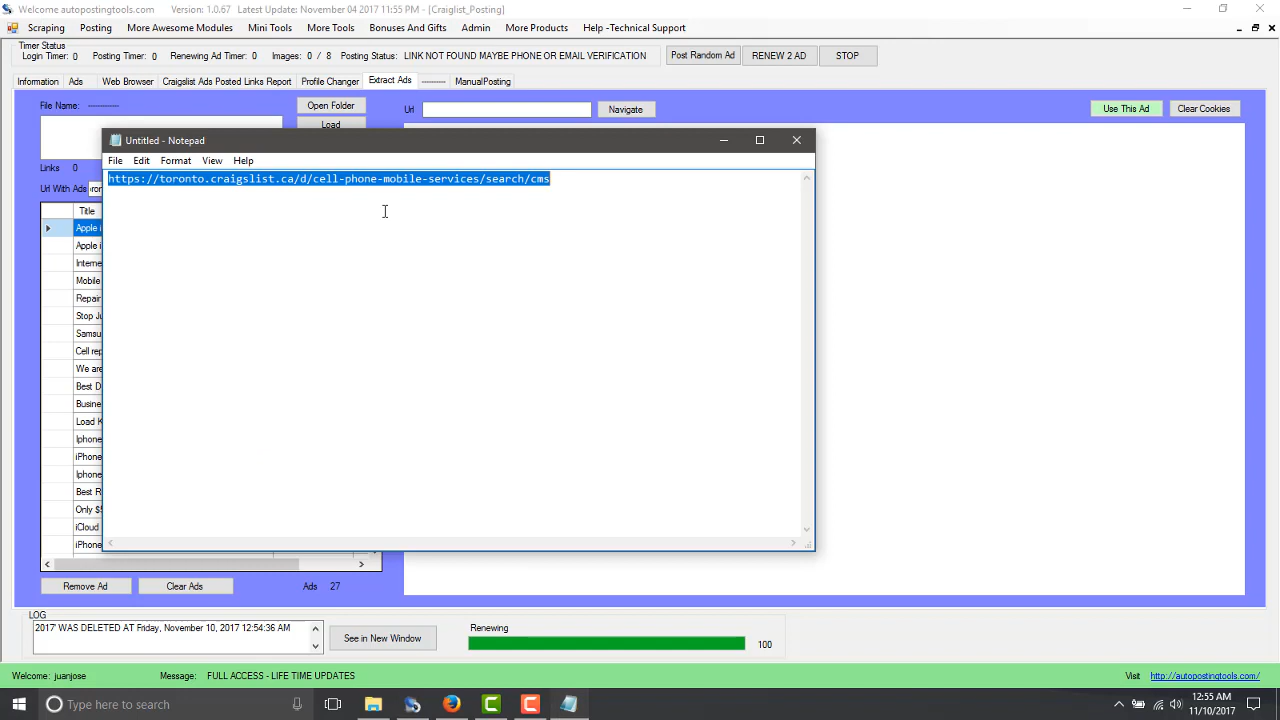 Welcome autopostingtools.com Version: 1.0.67 Latest Update: November 04 2017 11:55 PM - [Craiglist_Posting]
Scraping Posting More Awesome Modules Mini Tools More Tools Bonuses And Gifts Admin More Products Help -Technical Support
Timer Status
Login Timer: 0 Posting Timer: 0 Renewing Ad Timer: 0 Images: 0 / 8 Posting Status: LINK NOT FOUND MAYBE PHONE OR EMAIL VERIFICATION Post Random Ad RENEW 2 AD STOP
Information Ads Web Browser Craigslist Ads Posted Links Report Profile Changer Extract Ads ---------- ManualPosting
File Name: ------------- Open Folder Url Navigate Use This Ad Clear Cookies
Load
Untitled - Notepad
File Edit Format View Help
https://toronto.craigslist.ca/d/cell-phone-mobile-services/search/cms
Links 0
Url With Ads
Title
Apple i
Apple i
Interne
Mobile
Repair
Stop Ju
Samsu
Cell rep
We are
Best D
Busine
Load K
Iphone
iPhone
Iphone
Best R
Only $5
iCloud
iPhone
Remove Ad Clear Ads Ads 27
LOG
2017' WAS DELETED AT Friday, November 10, 2017 12:54:36 AM See in New Window Renewing 100
Welcome: juanjose Message: FULL ACCESS - LIFE TIME UPDATES Visit http://autopostingtools.com/
Type here to search 12:55 AM
11/10/2017